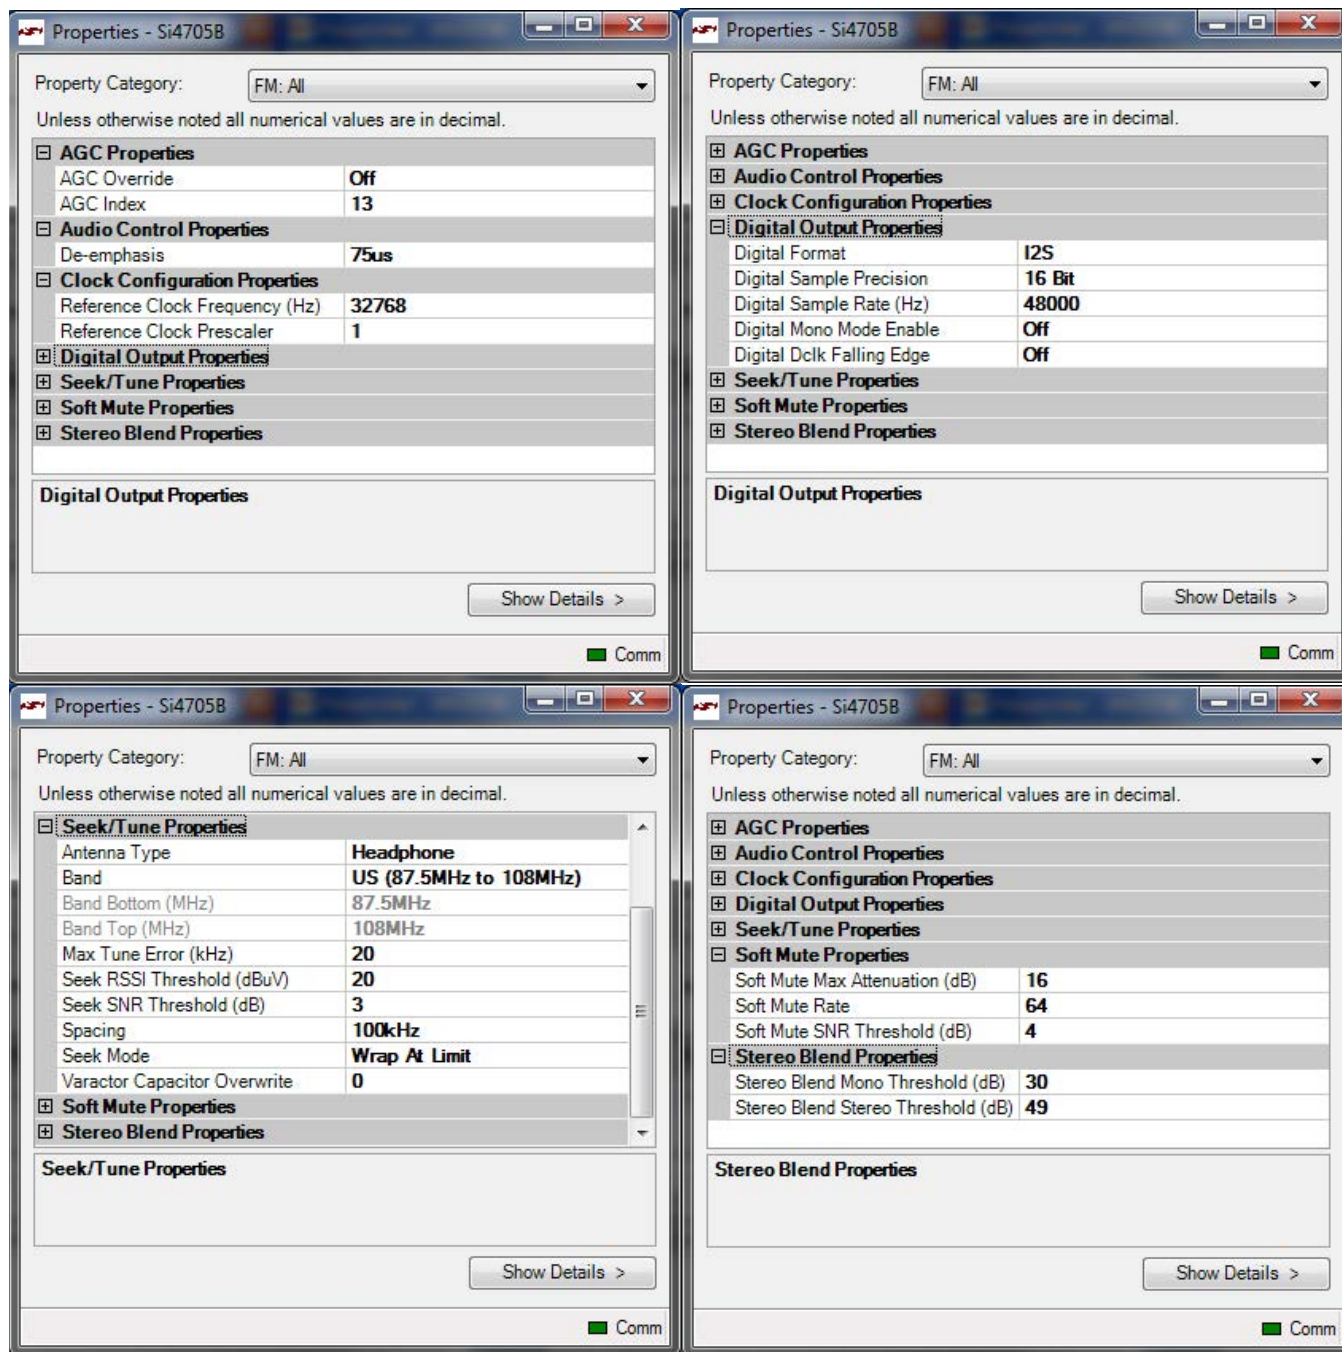 Properties - Si4705B
Property Category: FM: All
Unless otherwise noted all numerical values are in decimal.
AGC Properties
AGC Override Off
AGC Index 13
Audio Control Properties
De-emphasis 75us
Clock Configuration Properties
Reference Clock Frequency (Hz) 32768
Reference Clock Prescaler 1
Digital Output Properties
Seek/Tune Properties
Soft Mute Properties
Stereo Blend Properties
Digital Output Properties
Show Details >
Comm
Properties - Si4705B
Property Category: FM: All
Unless otherwise noted all numerical values are in decimal.
AGC Properties
Audio Control Properties
Clock Configuration Properties
Digital Output Properties
Digital Format I2S
Digital Sample Precision 16 Bit
Digital Sample Rate (Hz) 48000
Digital Mono Mode Enable Off
Digital Dclk Falling Edge Off
Seek/Tune Properties
Soft Mute Properties
Stereo Blend Properties
Digital Output Properties
Show Details >
Comm
Properties - Si4705B
Property Category: FM: All
Unless otherwise noted all numerical values are in decimal.
Seek/Tune Properties
Antenna Type Headphone
Band US (87.5MHz to 108MHz)
Band Bottom (MHz) 87.5MHz
Band Top (MHz) 108MHz
Max Tune Error (kHz) 20
Seek RSSI Threshold (dBuV) 20
Seek SNR Threshold (dB) 3
Spacing 100kHz
Seek Mode Wrap At Limit
Varactor Capacitor Overwrite 0
Soft Mute Properties
Stereo Blend Properties
Seek/Tune Properties
Show Details >
Comm
Properties - Si4705B
Property Category: FM: All
Unless otherwise noted all numerical values are in decimal.
AGC Properties
Audio Control Properties
Clock Configuration Properties
Digital Output Properties
Seek/Tune Properties
Soft Mute Properties
Soft Mute Max Attenuation (dB) 16
Soft Mute Rate 64
Soft Mute SNR Threshold (dB) 4
Stereo Blend Properties
Stereo Blend Mono Threshold (dB) 30
Stereo Blend Stereo Threshold (dB) 49
Stereo Blend Properties
Show Details >
Comm